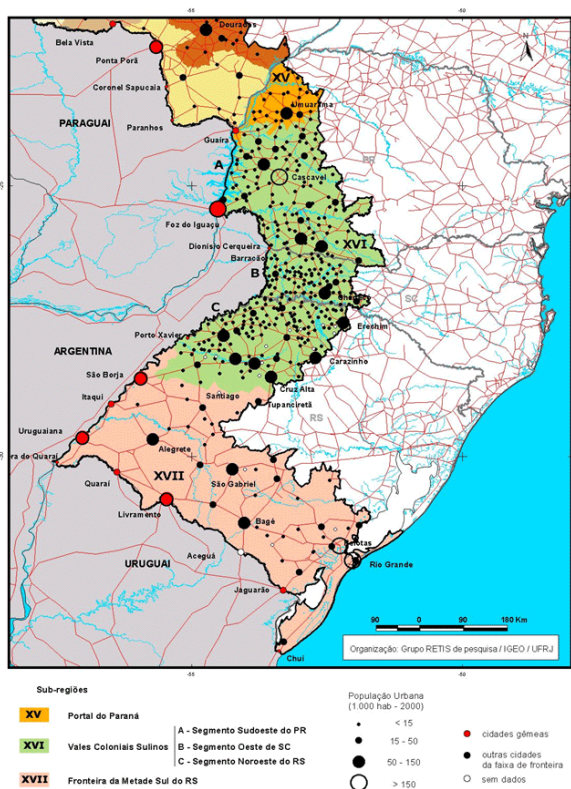 Dourados
Bela Vista
Ponta Porã
Coronel Sapucaia
XV
Umuarama
PARAGUAI
Paranhos
Guaíra
PR
A
Cascavel
Foz do Iguaçu
Dionísio Cerqueira
XVI
Barracão
B
SC
C
Porto Xavier
Erechim
ARGENTINA
Carazinho
São Borja
Cruz Alta
Itaqui
Santiago
Tupanciretã
RS
Uruguaiana
ra do Quaraí
Alegrete
XVII
São Gabriel
Quaraí
Livramento
Bagé
Pelotas
Aceguá
URUGUAI
Rio Grande
Jaguarão
90 0 90 180 Km
Organização: Grupo RETIS de pesquisa / IGEO / UFRJ
Chuí
N
Sub-regiões
XV Portal do Paraná
XVI Vales Coloniais Sulinos
A - Segmento Sudoeste do PR
B - Segmento Oeste de SC
C - Segmento Noroeste do RS
XVII Fronteira da Metade Sul do RS
População Urbana
(1.000 hab - 2000)
< 15
15 - 50
50 - 150
> 150
cidades gêmeas
outras cidades
da faixa de fronteira
sem dados